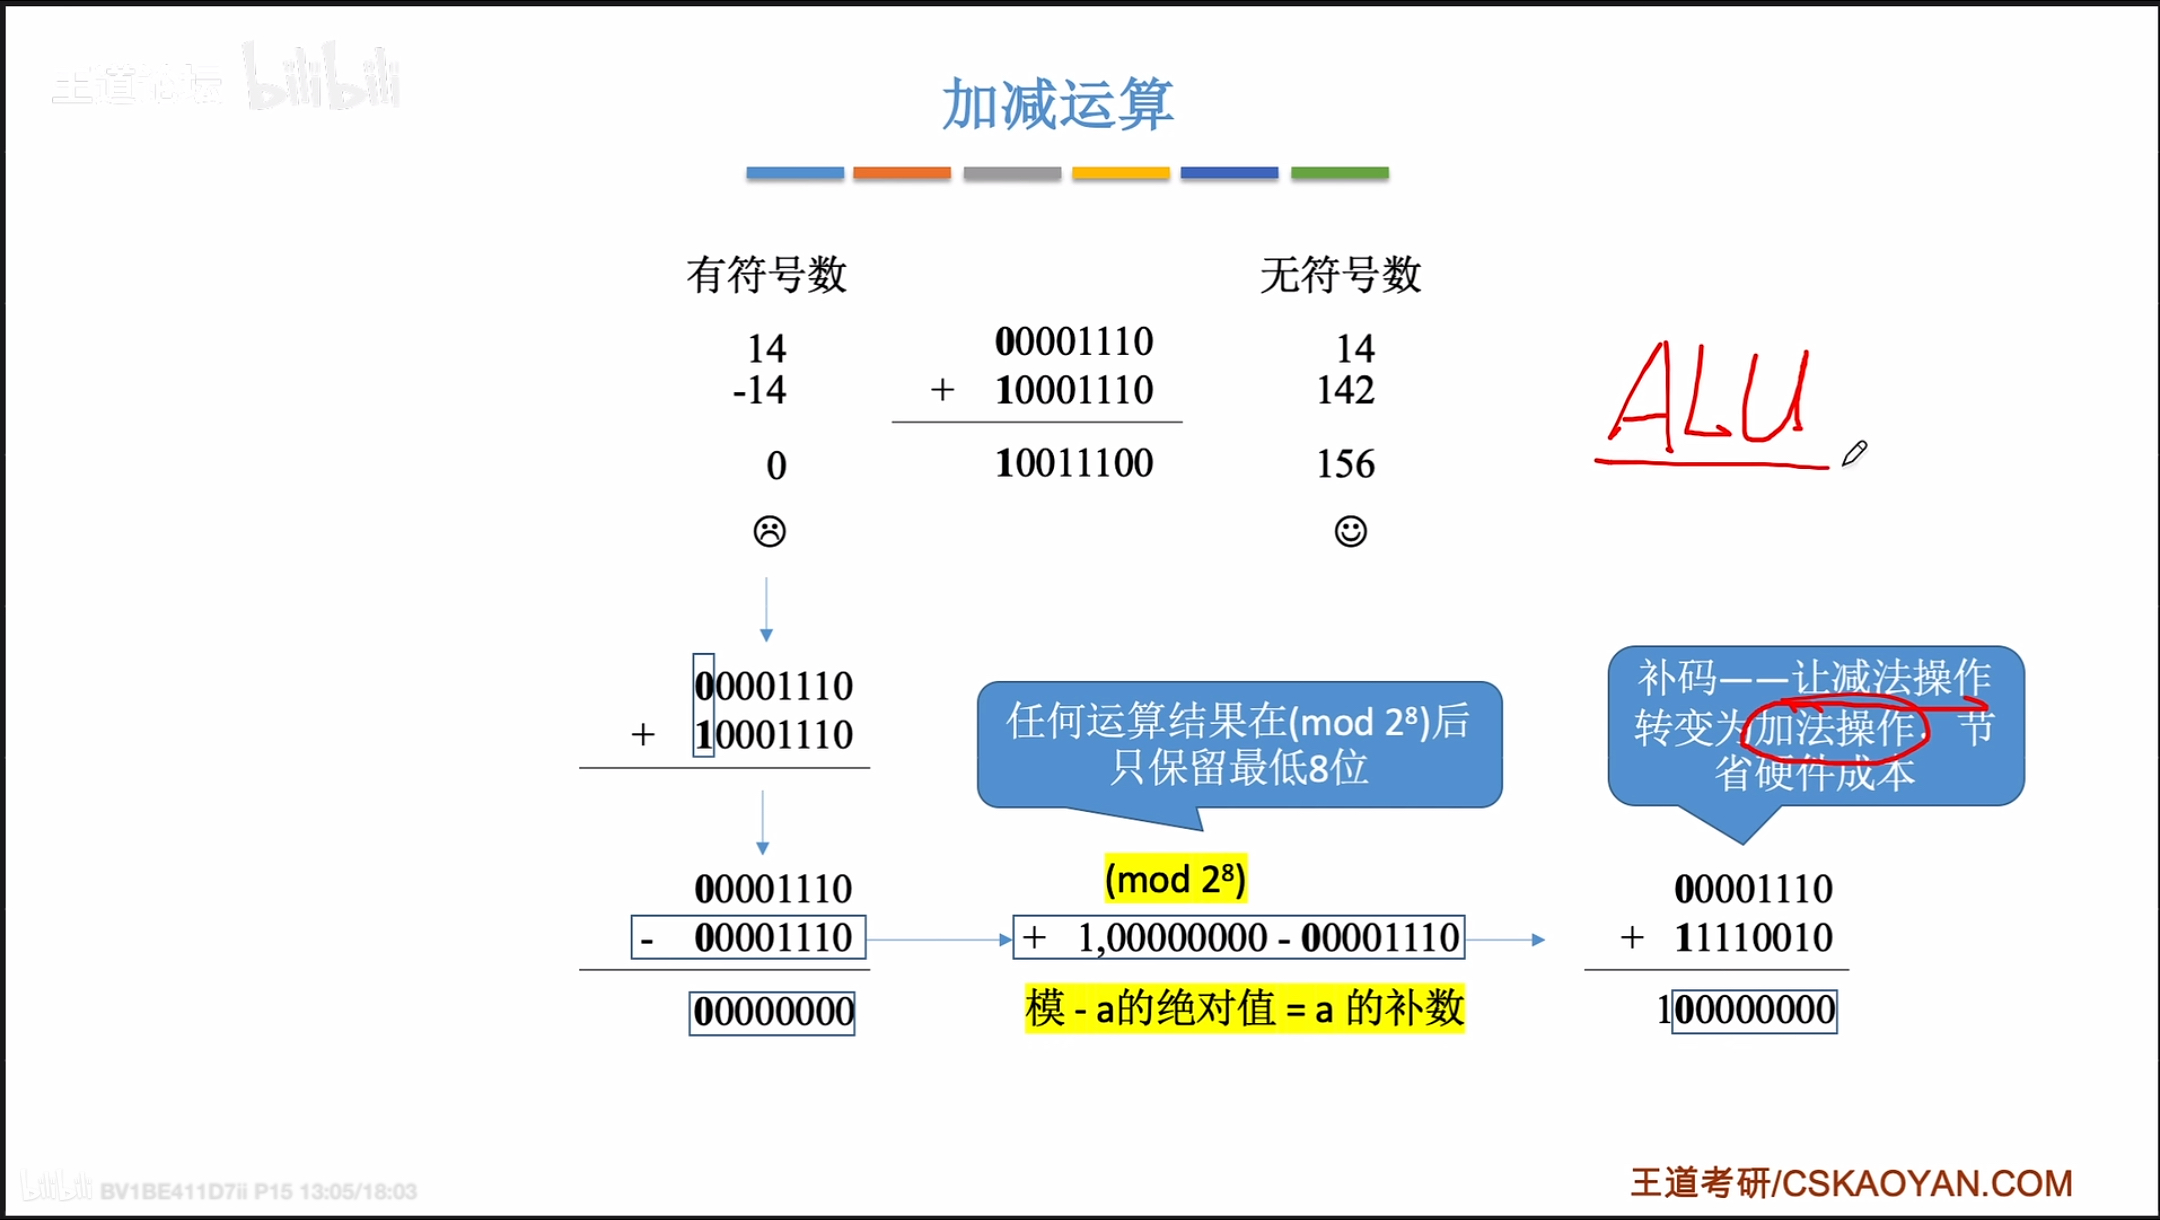 王道论坛 bilibili
加减运算
有符号数
无符号数
14
00001110
14
-14
+ 10001110
142
0
10011100
156
ALU
00001110
+ 10001110
任何运算结果在(mod 2⁸)后
只保留最低8位
补码——让减法操作
转变为加法操作，节
省硬件成本
00001110
- 00001110
00000000
(mod 2⁸)
+ 1,00000000 - 00001110
模 - a的绝对值 = a 的补数
00001110
+ 11110010
100000000
bilibili BV1BE411D7ii P15 13:05/18:03
王道考研/CSKAOYAN.COM